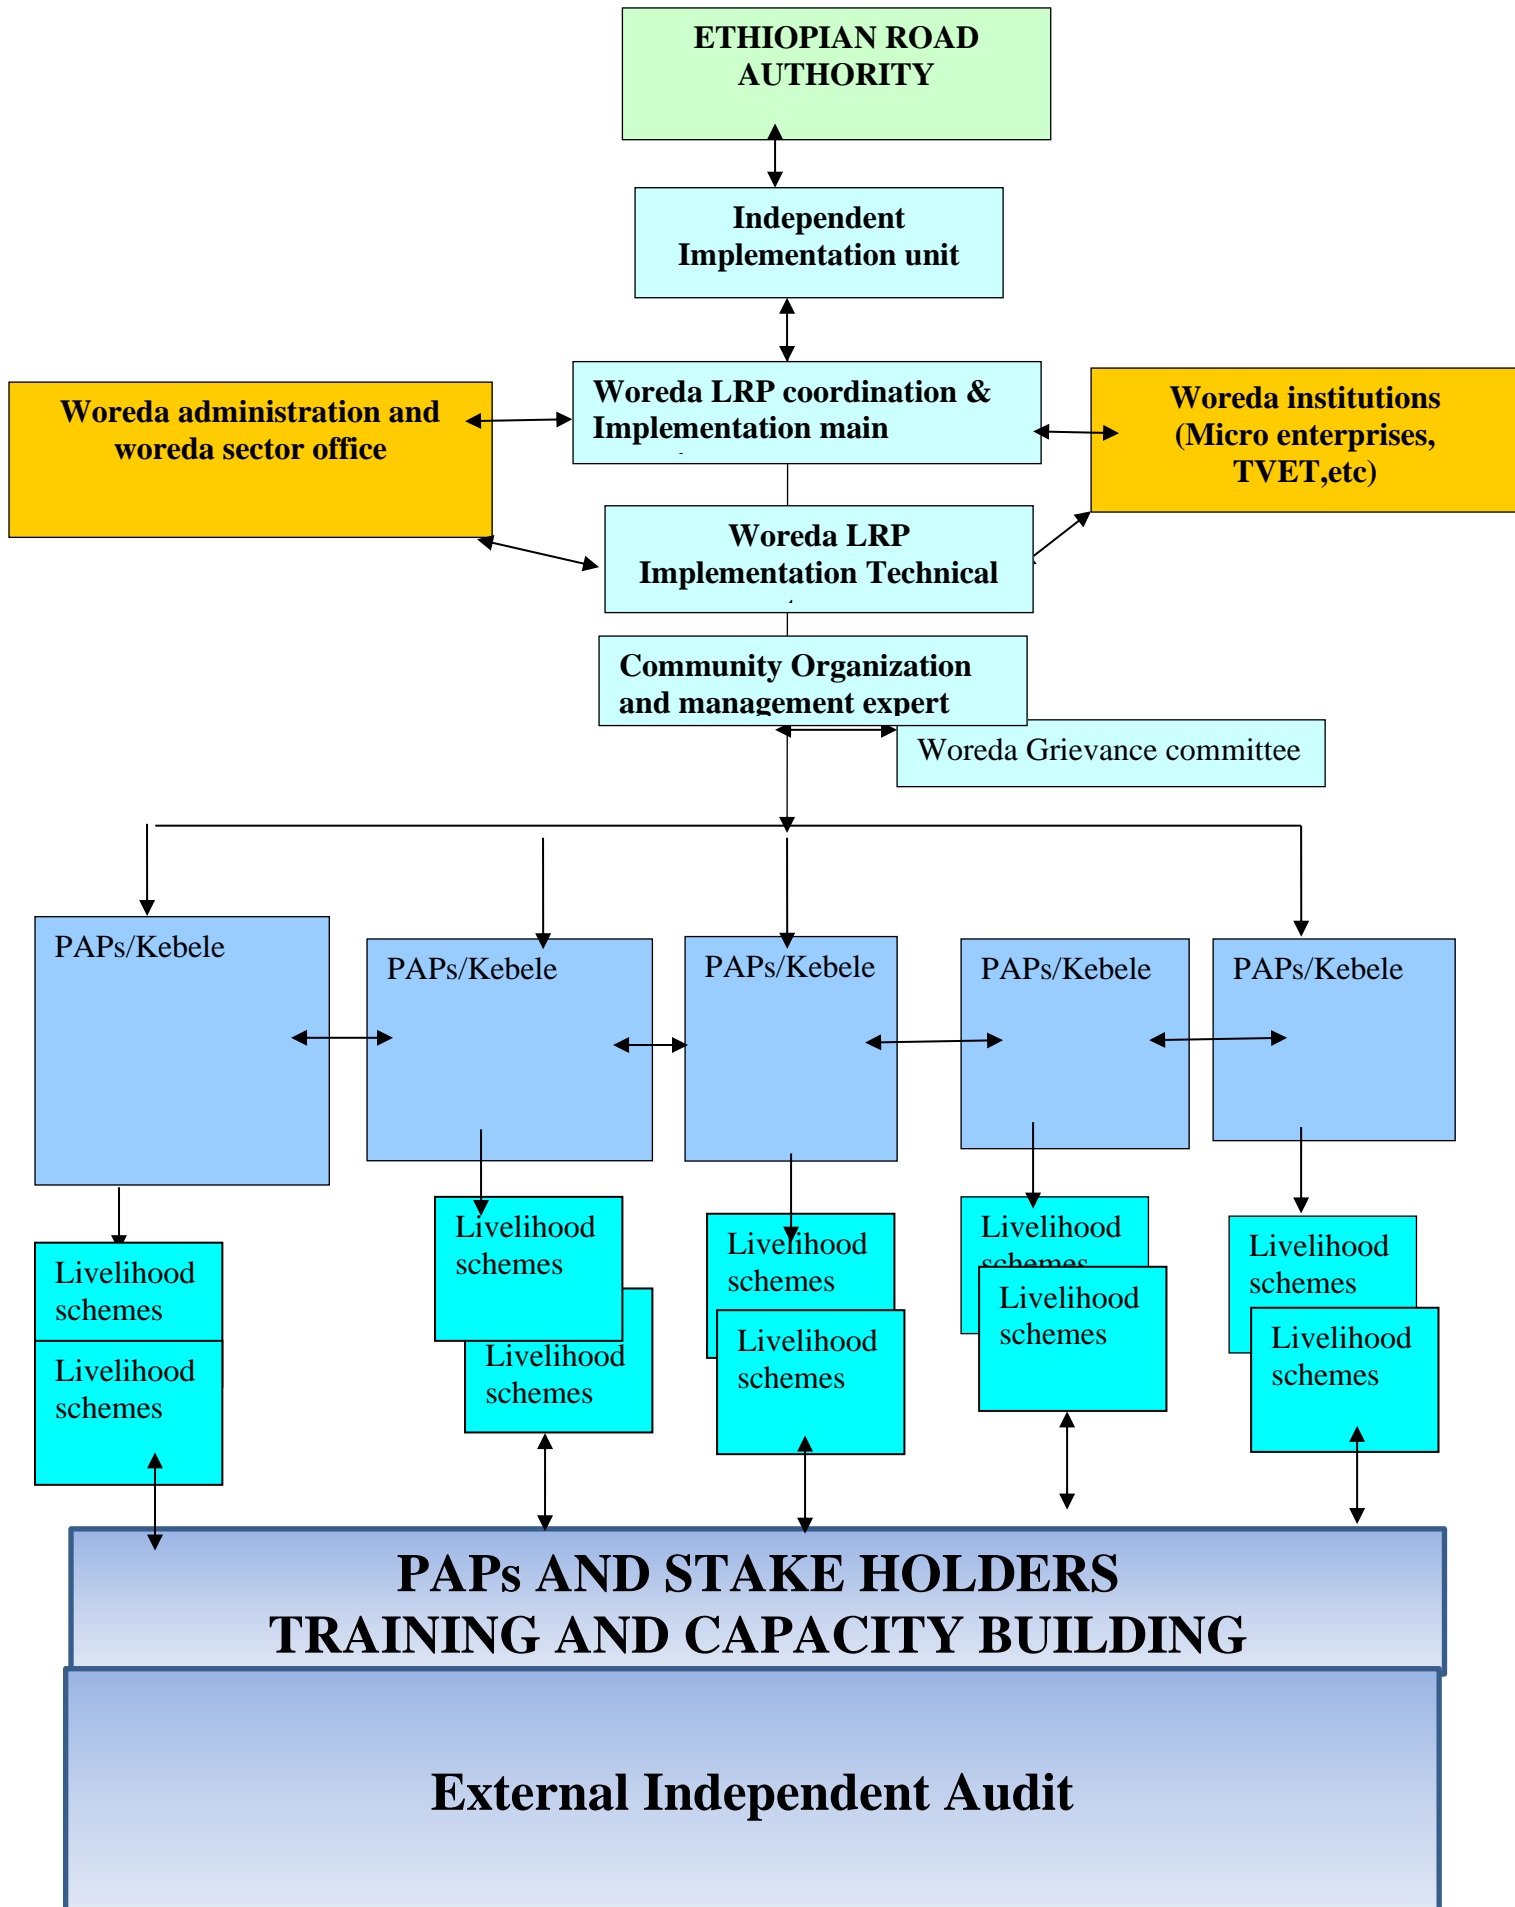 ETHIOPIAN ROAD
AUTHORITY
Independent
Implementation unit
Woreda administration and
woreda sector office
Woreda LRP coordination &
Implementation main
Woreda institutions
(Micro enterprises,
TVET,etc)
Woreda LRP
Implementation Technical
Community Organization
and management expert
Woreda Grievance committee
PAPs/Kebele
PAPs/Kebele
PAPs/Kebele
PAPs/Kebele
PAPs/Kebele
Livelihood
schemes
Livelihood
schemes
Livelihood
schemes
Livelihood
schemes
Livelihood
schemes
Livelihood
schemes
Livelihood
schemes
Livelihood
schemes
Livelihood
schemes
Livelihood
schemes
PAPs AND STAKE HOLDERS
TRAINING AND CAPACITY BUILDING
External Independent Audit